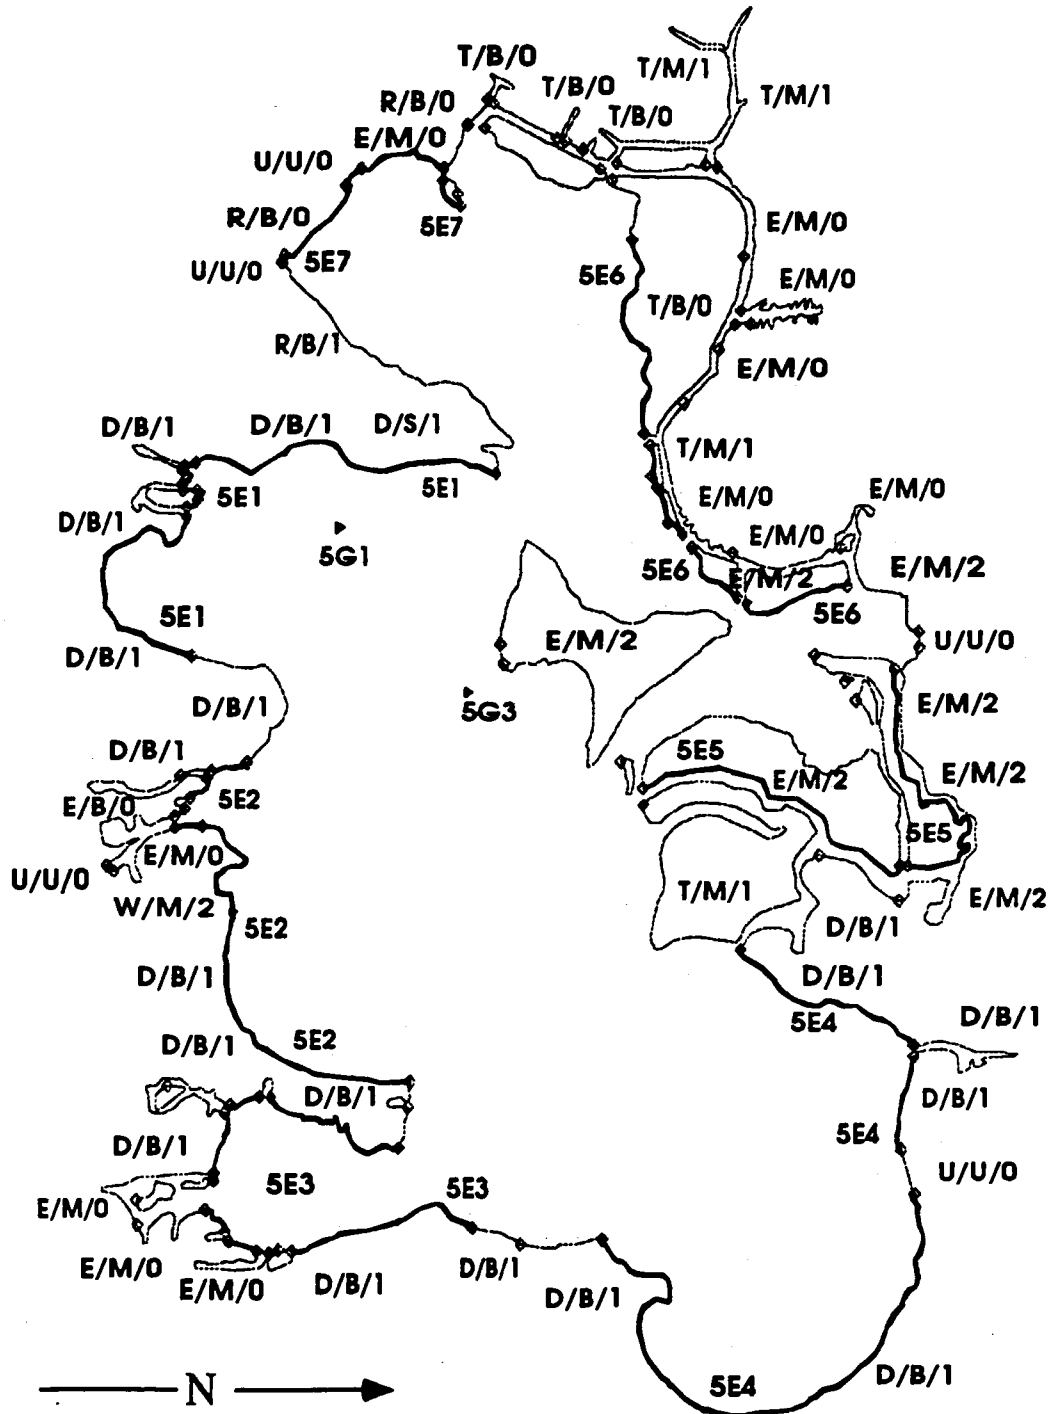 T/B/0
T/M/1
T/B/0
T/M/1
R/B/0
T/B/0
E/M/0
U/U/0
R/B/0
5E7
E/M/0
5E7
U/U/0
5E6
E/M/0
T/B/0
R/B/1
E/M/0
D/B/1
D/B/1
D/S/1
T/M/1
5E1
5E1
E/M/0
E/M/0
D/B/1
5G1
E/M/0
5E6
E/M/2
E/M/2
5E1
5E6
E/M/2
U/U/0
D/B/1
D/B/1
5G3
E/M/2
D/B/1
5E5
E/M/2
E/M/2
E/B/0
5E2
5E5
E/M/0
U/U/0
T/M/1
E/M/2
W/M/2
5E2
D/B/1
D/B/1
D/B/1
5E4
D/B/1
D/B/1
5E2
D/B/1
D/B/1
5E4
D/B/1
U/U/0
5E3
5E3
E/M/0
E/M/0
E/M/0
D/B/1
D/B/1
D/B/1
D/B/1
5E4
N